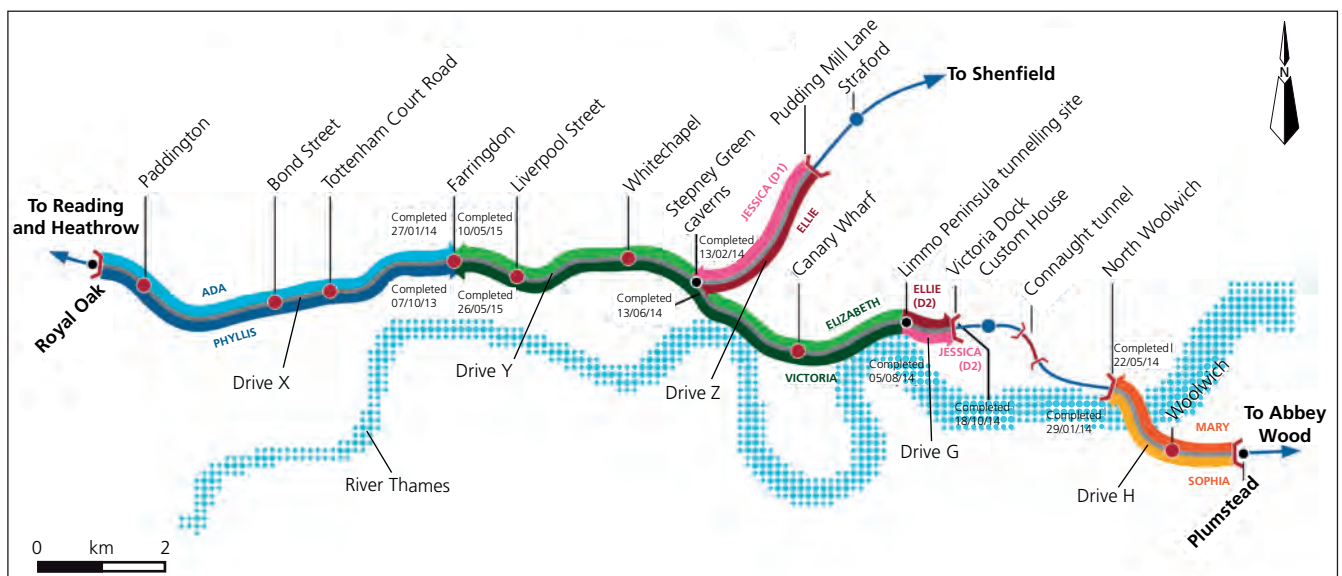 To Reading
and Heathrow
Royal Oak
Paddington
Bond Street
Tottenham Court Road
Farringdon
Liverpool Street
Whitechapel
Stepney Green
caverns
Pudding Mill Lane
Straford
To Shenfield
N
Canary Wharf
Limmo Peninsula tunnelling site
Victoria Dock
Custom House
Connaught tunnel
North Woolwich
Woolwich
To Abbey
Wood
Plumstead
ADA
PHYLLIS
Drive X
Completed
27/01/14
Completed
07/10/13
Completed
10/05/15
Completed
26/05/15
Drive Y
JESSICA (D1)
ELLIE
Completed
13/02/14
Completed
13/06/14
Drive Z
ELIZABETH
VICTORIA
ELLIE
(D2)
JESSICA
(D2)
Completed
05/08/14
Completed
18/10/14
Drive G
Completed
22/05/14
Completed
29/01/14
MARY
SOPHIA
Drive H
River Thames
0 km 2